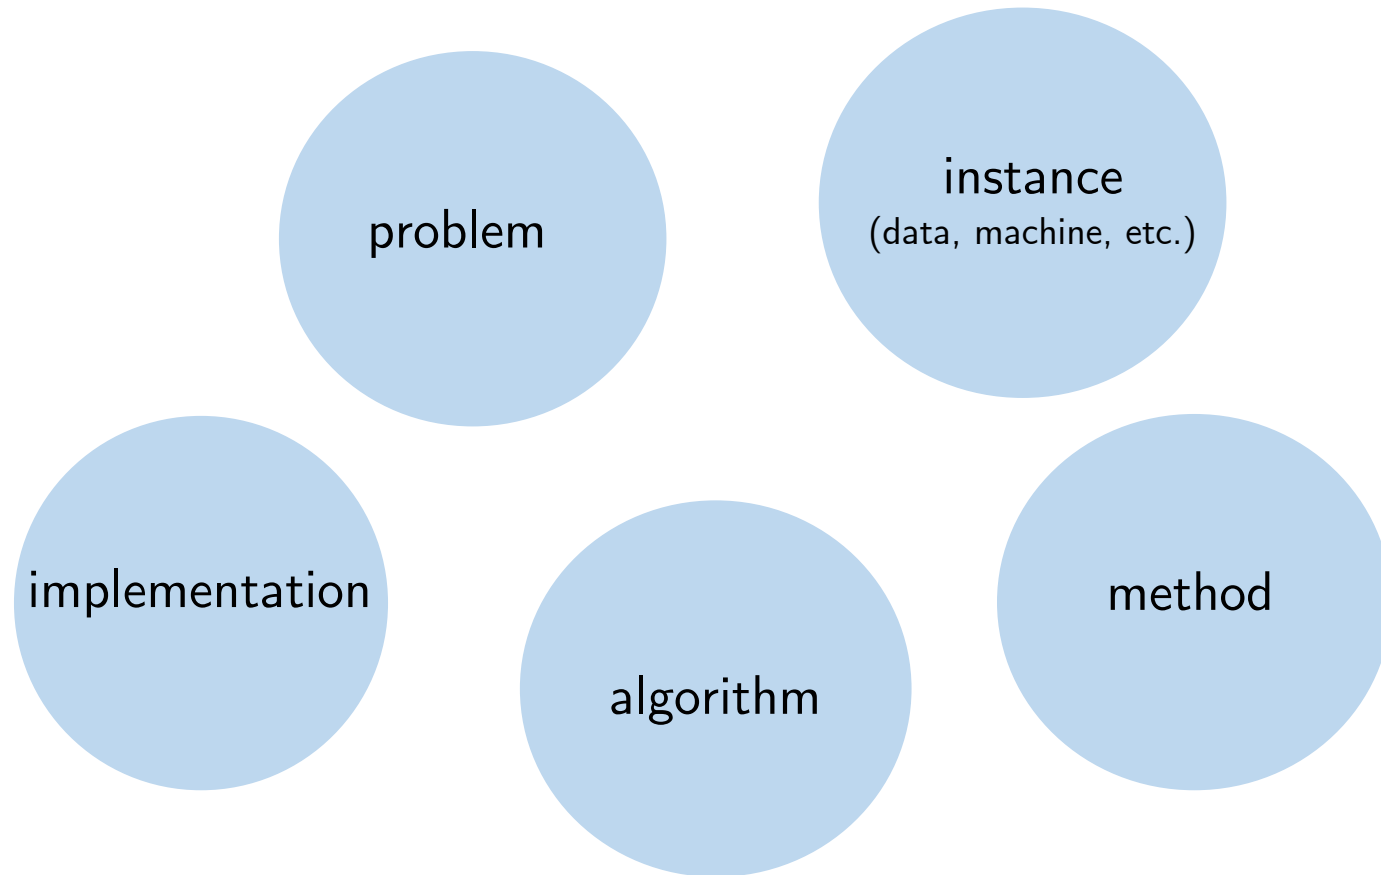 problem
instance
(data, machine, etc.)
implementation
algorithm
method